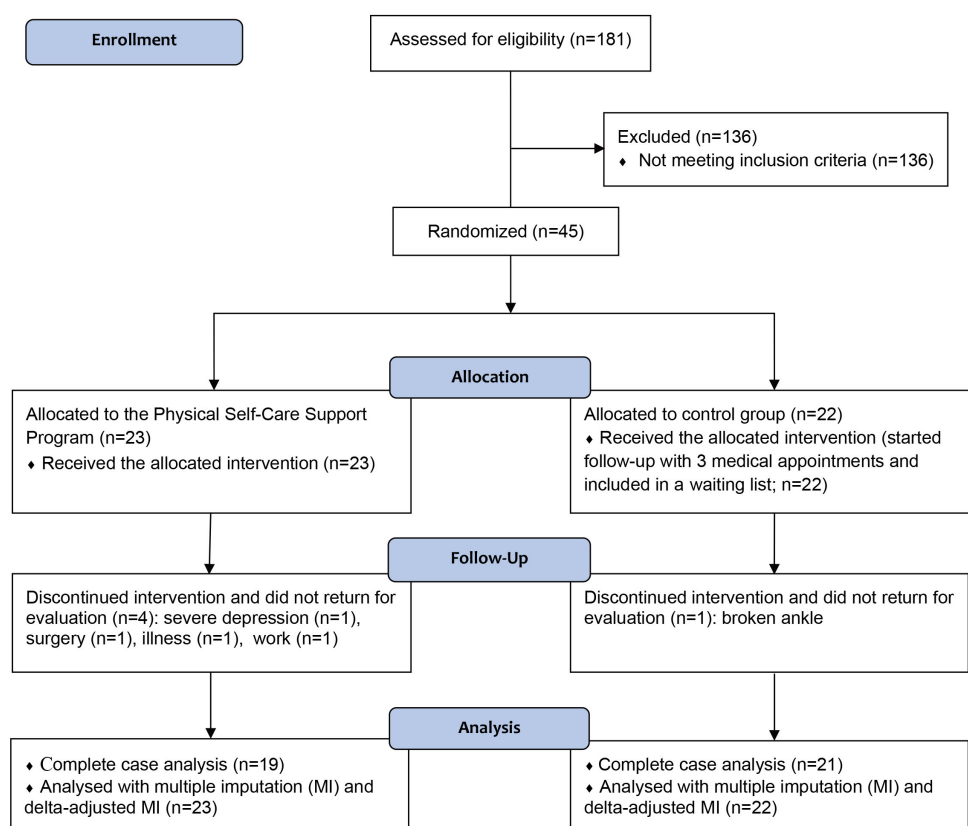 Enrollment
Assessed for eligibility (n=181)
Excluded (n=136)
♦ Not meeting inclusion criteria (n=136)
Randomized (n=45)
Allocation
Allocated to the Physical Self-Care Support
Program (n=23)
♦ Received the allocated intervention (n=23)
Allocated to control group (n=22)
♦ Received the allocated intervention (started
follow-up with 3 medical appointments and
included in a waiting list; n=22)
Follow-Up
Discontinued intervention and did not return for
evaluation (n=4): severe depression (n=1),
surgery (n=1), illness (n=1), work (n=1)
Discontinued intervention and did not return for
evaluation (n=1): broken ankle
Analysis
♦ Complete case analysis (n=19)
♦ Analysed with multiple imputation (MI) and
delta-adjusted MI (n=23)
♦ Complete case analysis (n=21)
♦ Analysed with multiple imputation (MI) and
delta-adjusted MI (n=22)